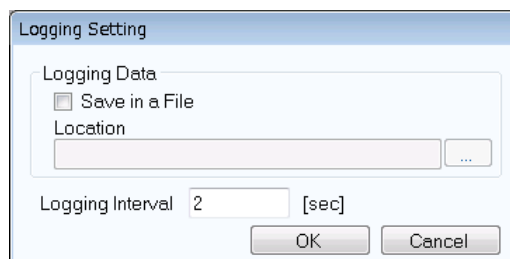 Logging Setting
Logging Data
Save in a File
Location
...
Logging Interval 2 [sec]
OK Cancel